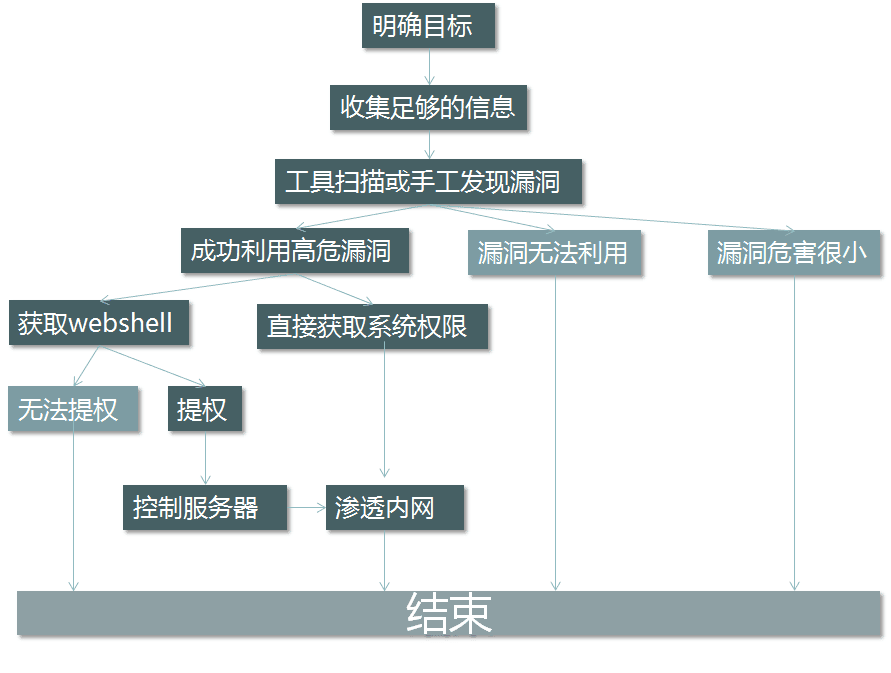 明确目标
收集足够的信息
工具扫描或手工发现漏洞
成功利用高危漏洞
漏洞无法利用
漏洞危害很小
获取webshell
直接获取系统权限
无法提权
提权
控制服务器
渗透内网
结束